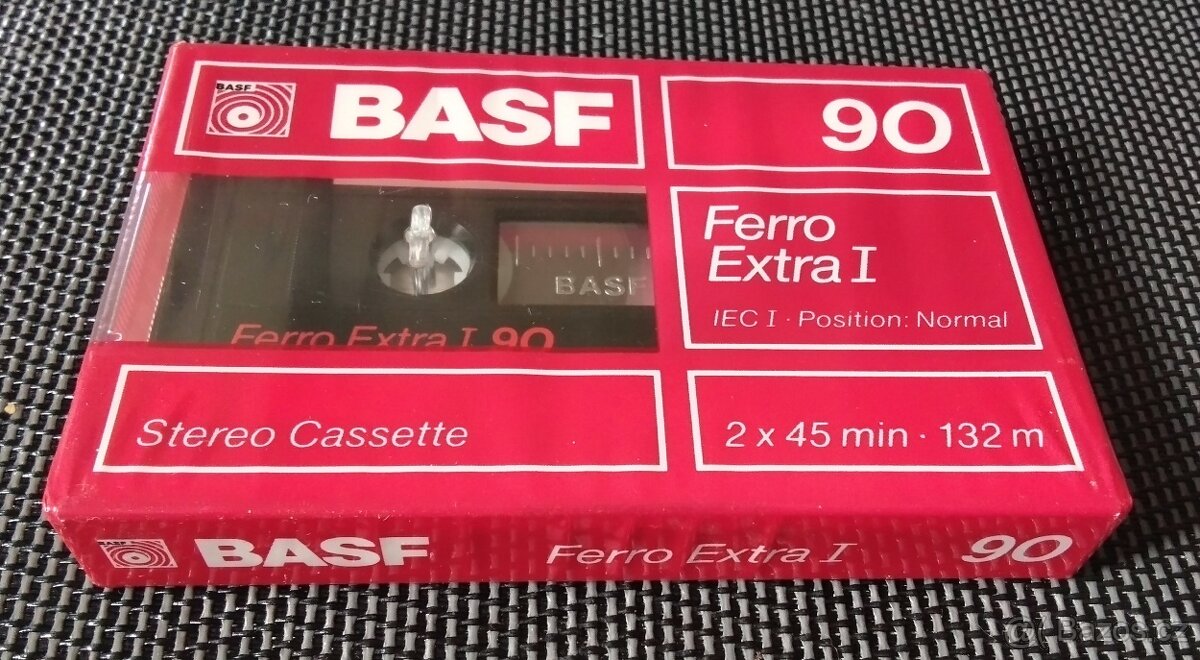 BASF
BASF
90
Ferro
Extra I
IEC I · Position: Normal
BASF
Ferro Extra I 90
Stereo Cassette
2 x 45 min · 132 m
BASF
BASF
Ferro Extra I
90
Bazos.cz